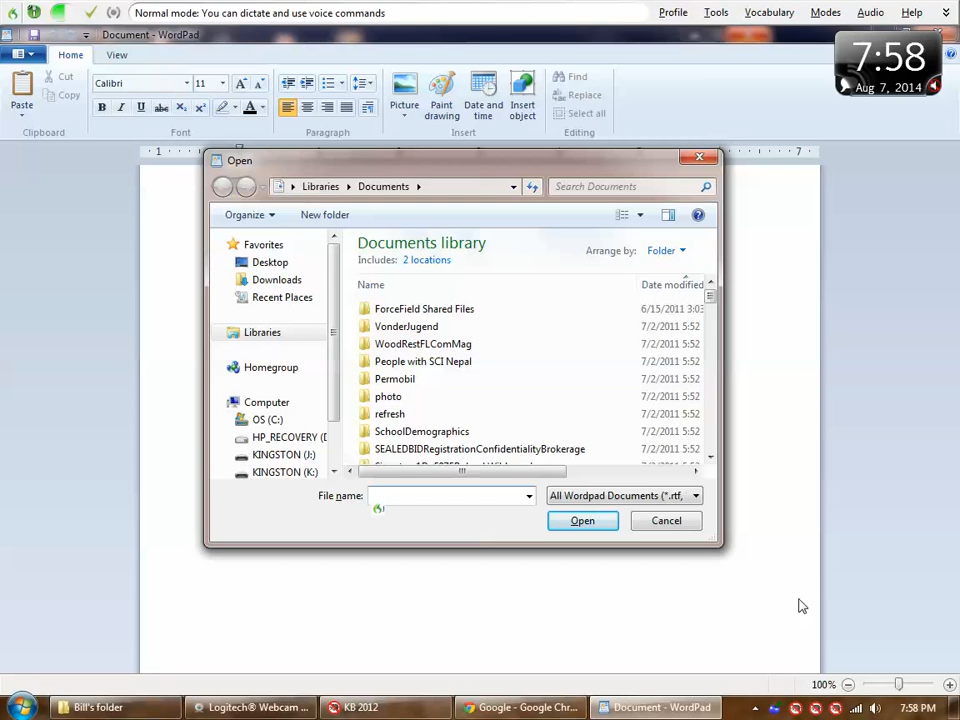 Normal mode: You can dictate and use voice commands
Profile Tools Vocabulary Modes Audio Help
Document - WordPad
Home View
7:58
Aug 7, 2014
Paste
Cut
Copy
Clipboard
Calibri 11
B I U abc X₂ X²
Font
Paragraph
Picture
Paint drawing
Date and time
Insert object
Insert
Find
Replace
Select all
Editing
1 7
Open
Libraries Documents
Search Documents
Organize New folder
Favorites
Desktop
Downloads
Recent Places
Libraries
Homegroup
Computer
OS (C:)
HP_RECOVERY (D
KINGSTON (J:)
KINGSTON (K:)
Documents library
Includes: 2 locations
Arrange by: Folder
Name Date modified
ForceField Shared Files 6/15/2011 3:03
VonderJugend 7/2/2011 5:52
WoodRestFLComMag 7/2/2011 5:52
People with SCI Nepal 7/2/2011 5:52
Permobil 7/2/2011 5:52
photo 7/2/2011 5:52
refresh 7/2/2011 5:52
SchoolDemographics 7/2/2011 5:52
SEALEDBIDRegistrationConfidentialityBrokerage 7/2/2011 5:52
File name:
All Wordpad Documents (*.rtf,
Open Cancel
100%
Bill's folder
Logitech® Webcam ...
KB 2012
Google - Google Chr...
Document - WordPad
7:58 PM